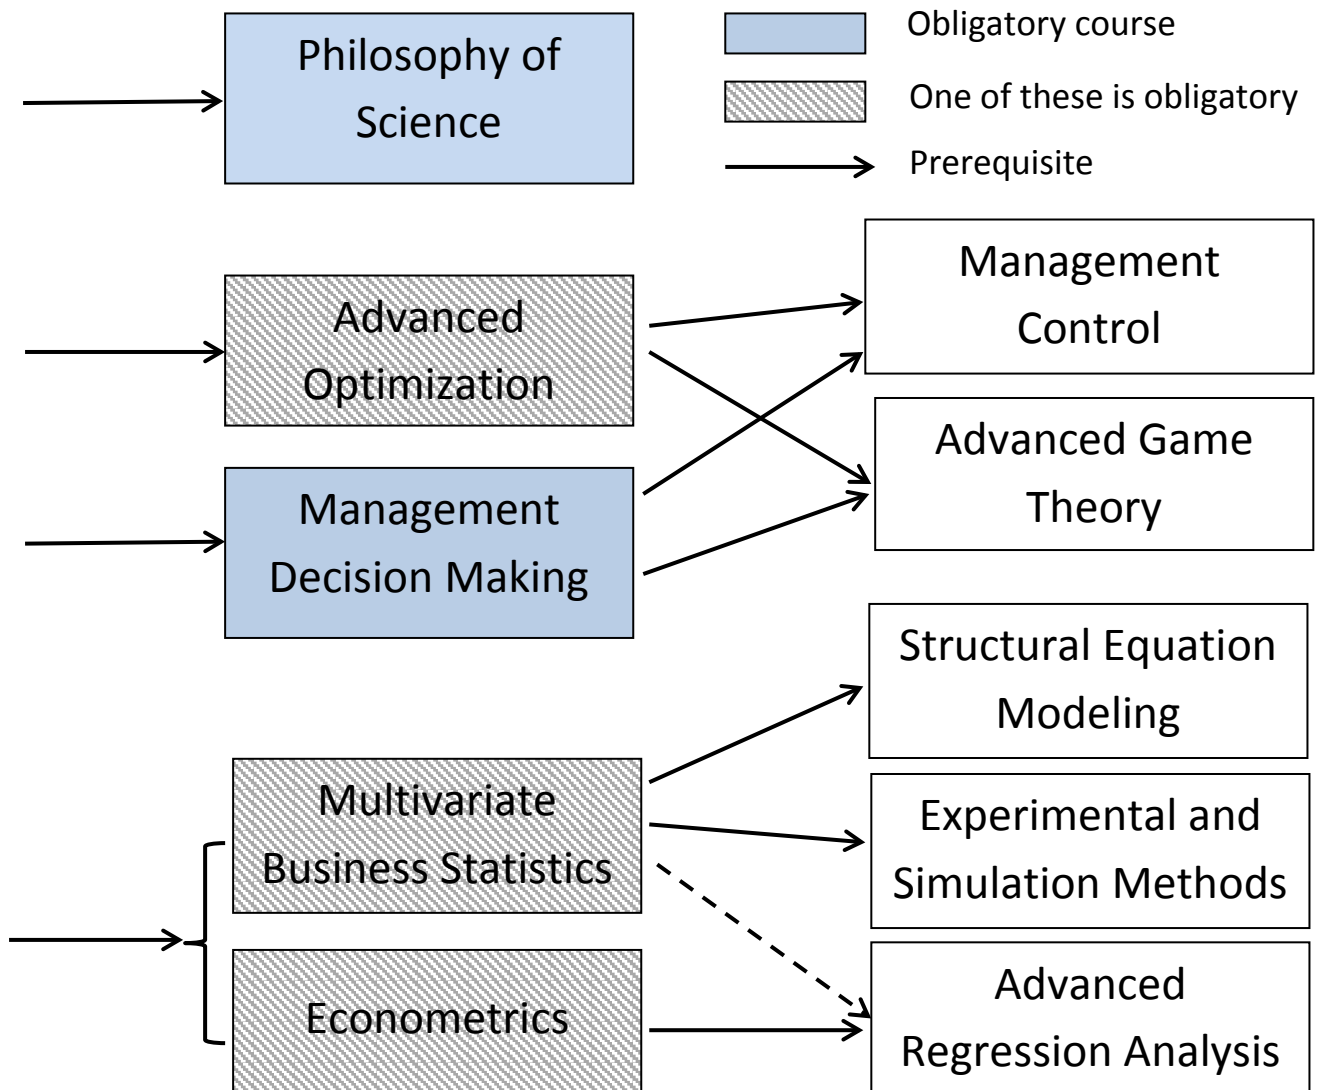 Philosophy of
Science
Obligatory course
One of these is obligatory
Prerequisite
Advanced
Optimization
Management
Control
Management
Decision Making
Advanced Game
Theory
Structural Equation
Modeling
Multivariate
Business Statistics
Experimental and
Simulation Methods
Econometrics
Advanced
Regression Analysis